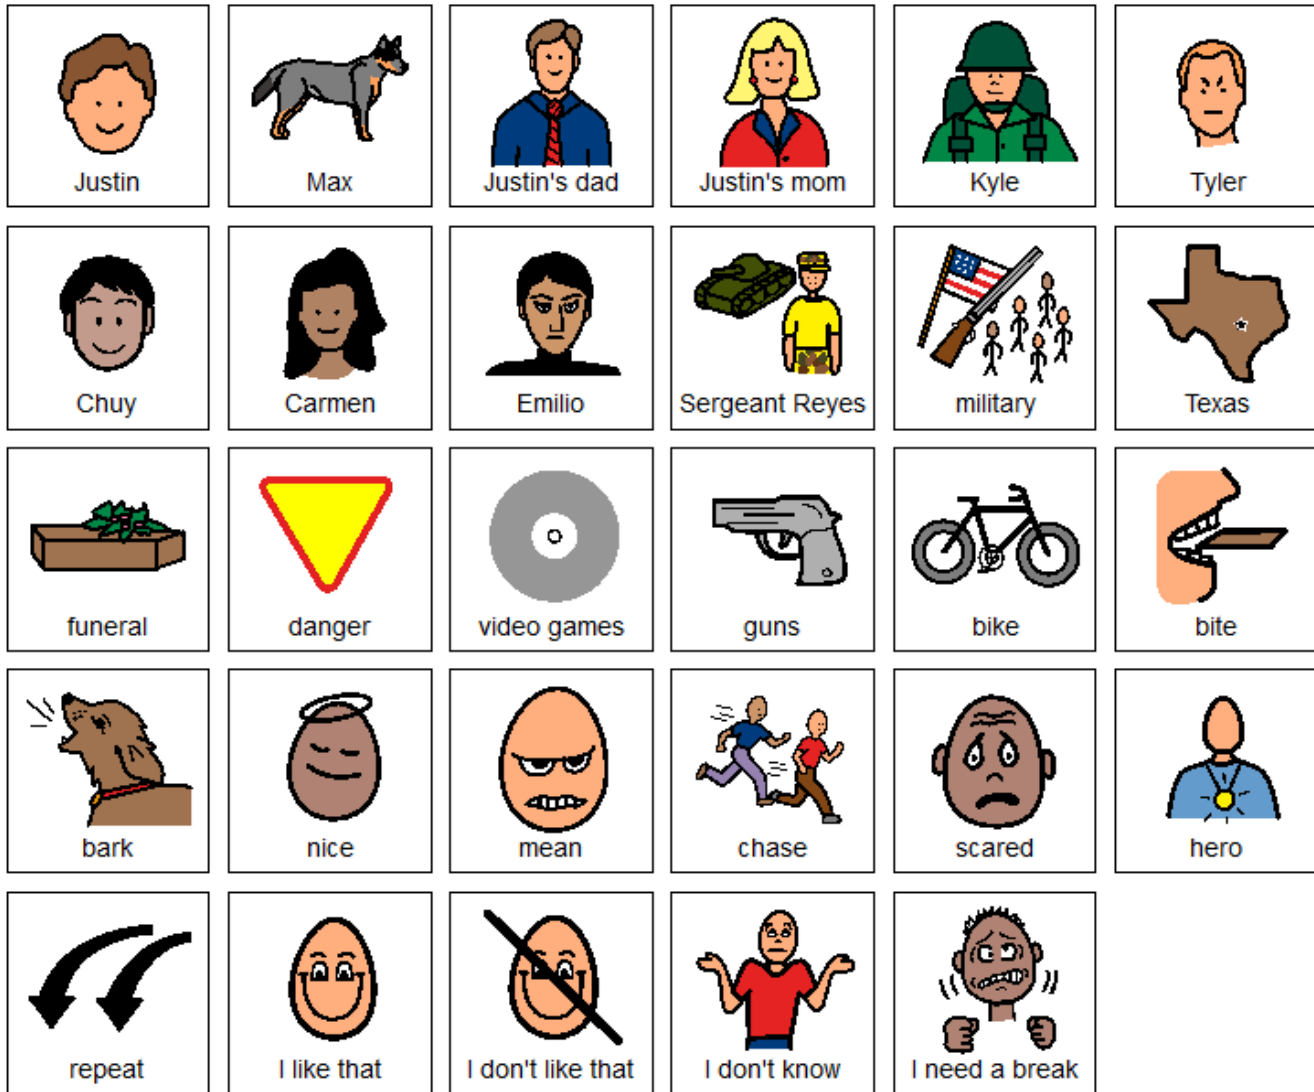 Justin
Max
Justin's dad
Justin's mom
Kyle
Tyler
Chuy
Carmen
Emilio
Sergeant Reyes
military
Texas
funeral
danger
video games
guns
bike
bite
bark
nice
mean
chase
scared
hero
repeat
I like that
I don't like that
I don't know
I need a break